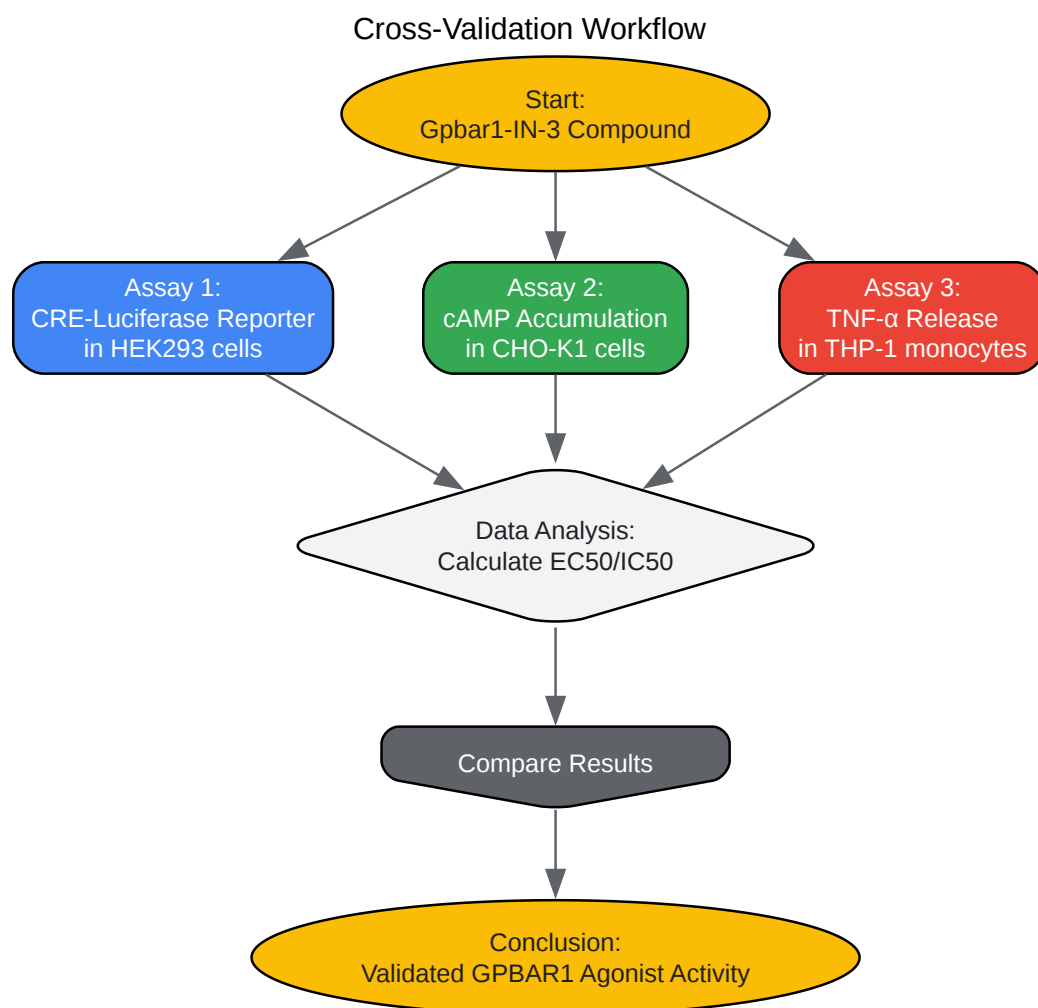 Cross-Validation Workflow
Start:
Gpbar1-IN-3 Compound
Assay 1:
CRE-Luciferase Reporter
in HEK293 cells
Assay 2:
cAMP Accumulation
in CHO-K1 cells
Assay 3:
TNF-α Release
in THP-1 monocytes
Data Analysis:
Calculate EC50/IC50
Compare Results
Conclusion:
Validated GPBAR1 Agonist Activity